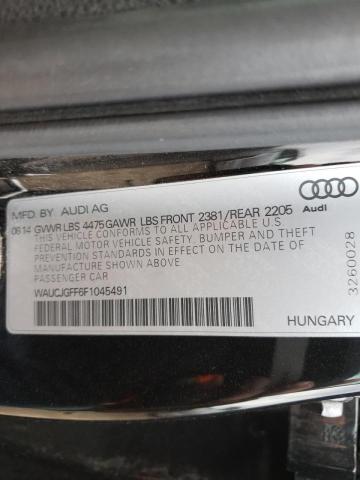 MFD. BY AUDI AG
0614 GVWR LBS 4475 GAWR LBS FRONT 2381/REAR 2205
THIS VEHICLE CONFORMS TO ALL APPLICABLE U.S.
FEDERAL MOTOR VEHICLE SAFETY, BUMPER AND THEFT
PREVENTION STANDARDS IN EFFECT ON THE DATE OF
MANUFACTURE SHOWN ABOVE
PASSENGER CAR
WAUCJGFF6F1045491
Audi
HUNGARY
3260028